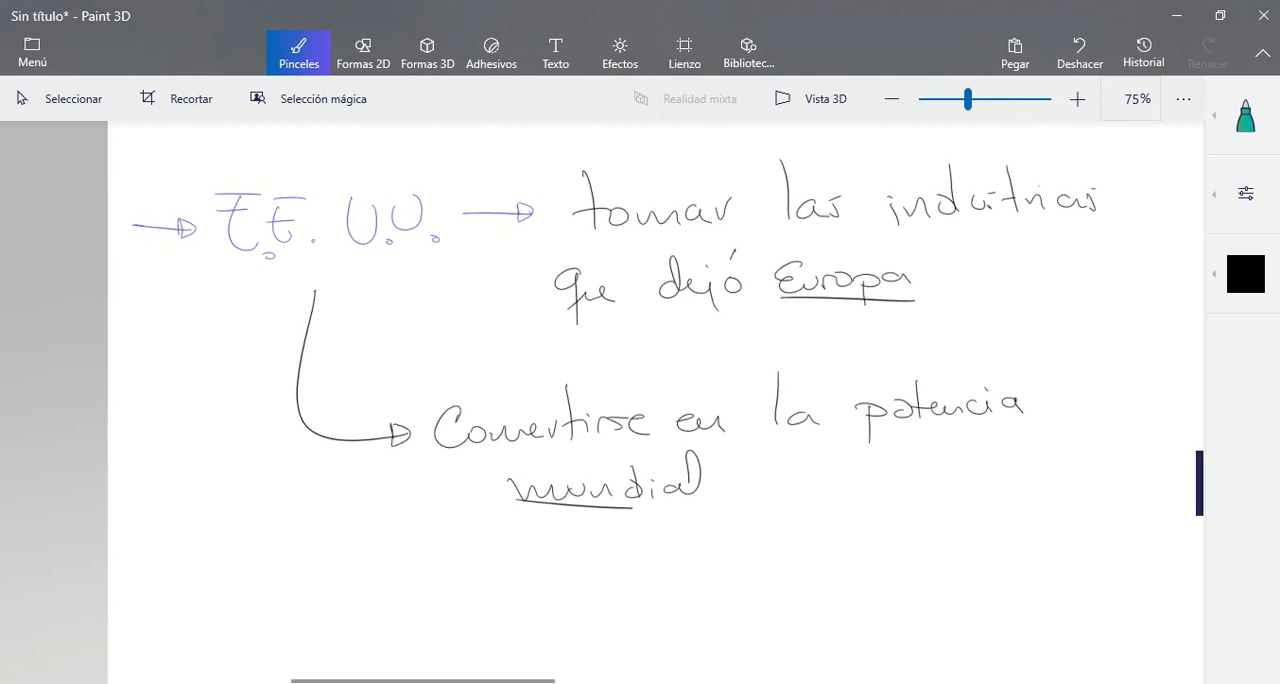 Sin título* - Paint 3D
Menú
Pinceles
Formas 2D
Formas 3D
Adhesivos
Texto
Efectos
Lienzo
Bibliotec...
Pegar
Deshacer
Historial
Rehacer
Seleccionar
Recortar
Selección mágica
Realidad mixta
Vista 3D
75%
→ E.E. U.U. → tomar las industrias
que dejó Europa
Convertirse en la potencia
mundial